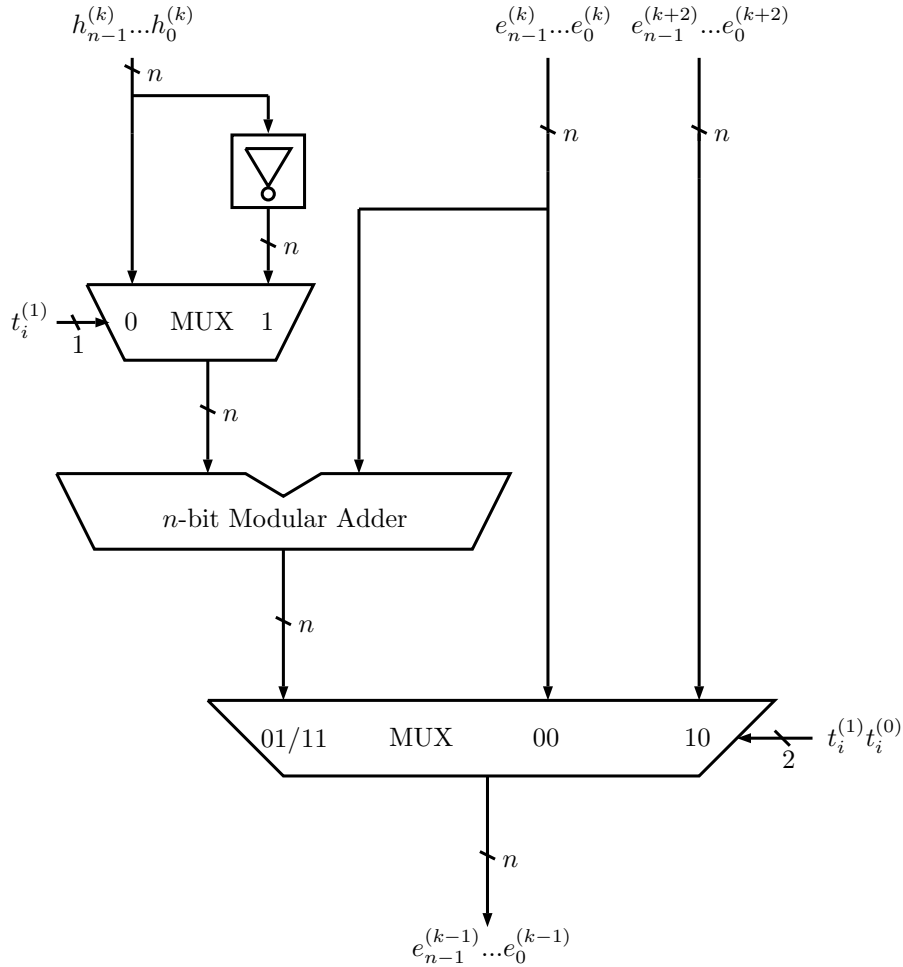 h_{n-1}^{(k)}...h_0^{(k)} e_{n-1}^{(k)}...e_0^{(k)} e_{n-1}^{(k+2)}...e_0^{(k+2)}
n
n n
n
t_i^{(1)} 0 MUX 1
1
n
n-bit Modular Adder
n
01/11 MUX 00 10 t_i^{(1)}t_i^{(0)}
2
n
e_{n-1}^{(k-1)}...e_0^{(k-1)}